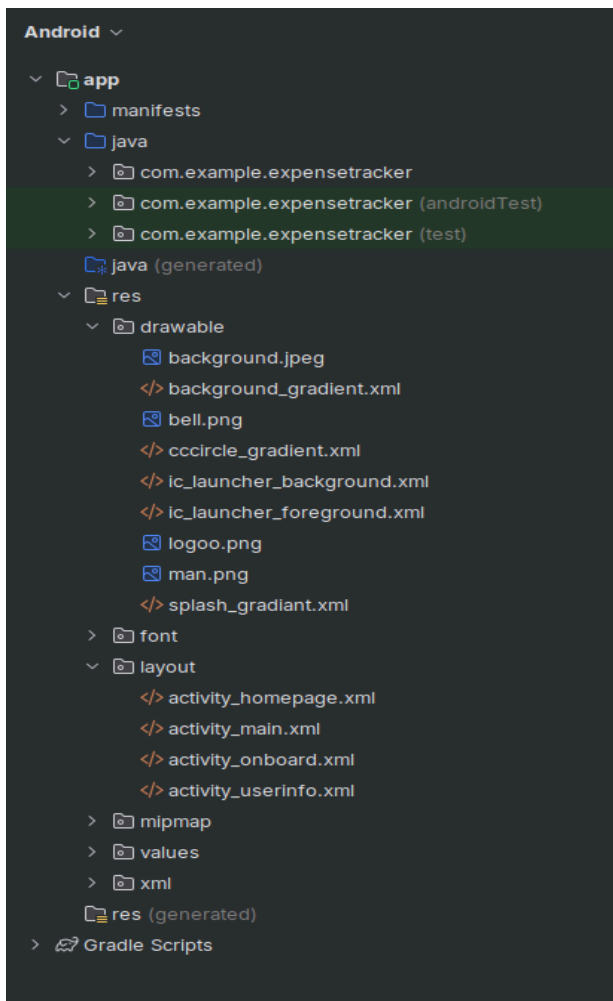 Android
app
manifests
java
com.example.expensetracker
com.example.expensetracker (androidTest)
com.example.expensetracker (test)
java (generated)
res
drawable
background.jpeg
background_gradient.xml
bell.png
cccircle_gradient.xml
ic_launcher_background.xml
ic_launcher_foreground.xml
logoo.png
man.png
splash_gradiant.xml
font
layout
activity_homepage.xml
activity_main.xml
activity_onboard.xml
activity_userinfo.xml
mipmap
values
xml
res (generated)
Gradle Scripts